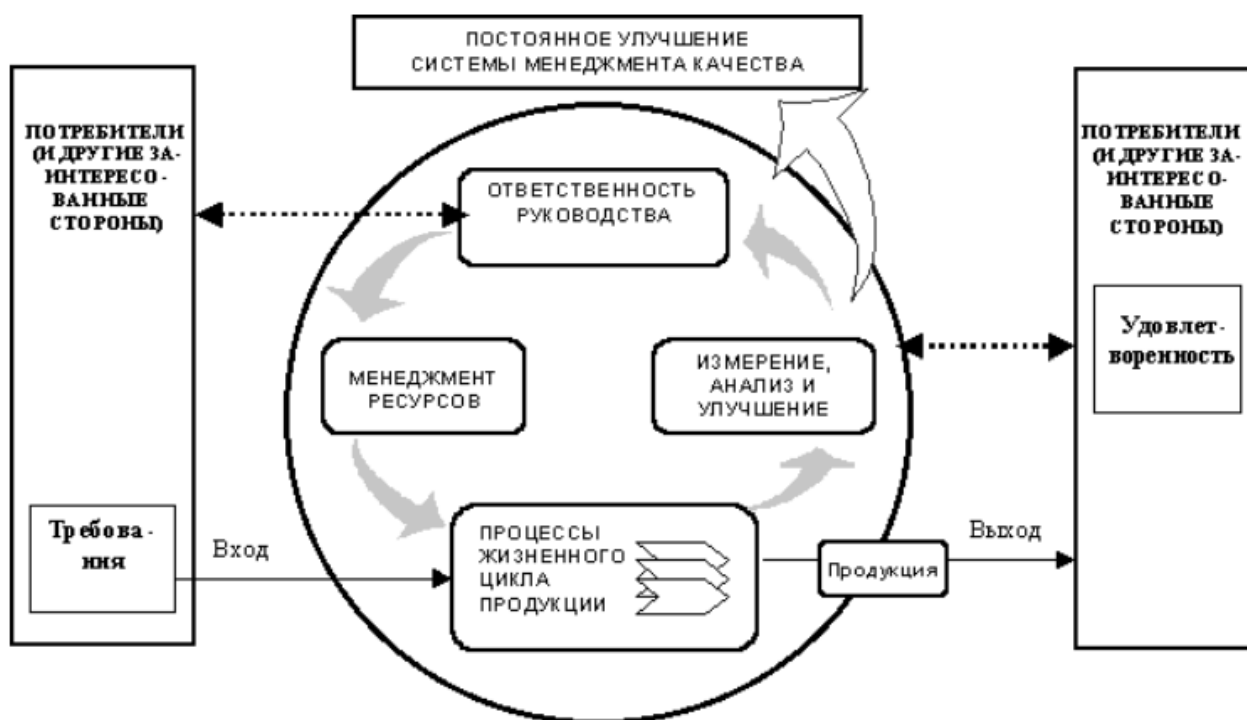 ПОСТОЯННОЕ УЛУЧШЕНИЕ
СИСТЕМЫ МЕНЕДЖМЕНТА КАЧЕСТВА
ПОТРЕБИТЕЛИ
(И ДРУГИЕ ЗА-
ИНТЕРЕСО-
ВАННЫЕ
СТОРОНЫ)
Требова-
ния
Вход
ОТВЕТСТВЕННОСТЬ
РУКОВОДСТВА
МЕНЕДЖМЕНТ
РЕСУРСОВ
ИЗМЕРЕНИЕ,
АНАЛИЗ И
УЛУЧШЕНИЕ
ПРОЦЕССЫ
ЖИЗНЕННОГО
ЦИКЛА
ПРОДУКЦИИ
Продукция
Выход
ПОТРЕБИТЕЛИ
(И ДРУГИЕ ЗА-
ИНТЕРЕСО-
ВАННЫЕ
СТОРОНЫ)
Удовлет-
воренность